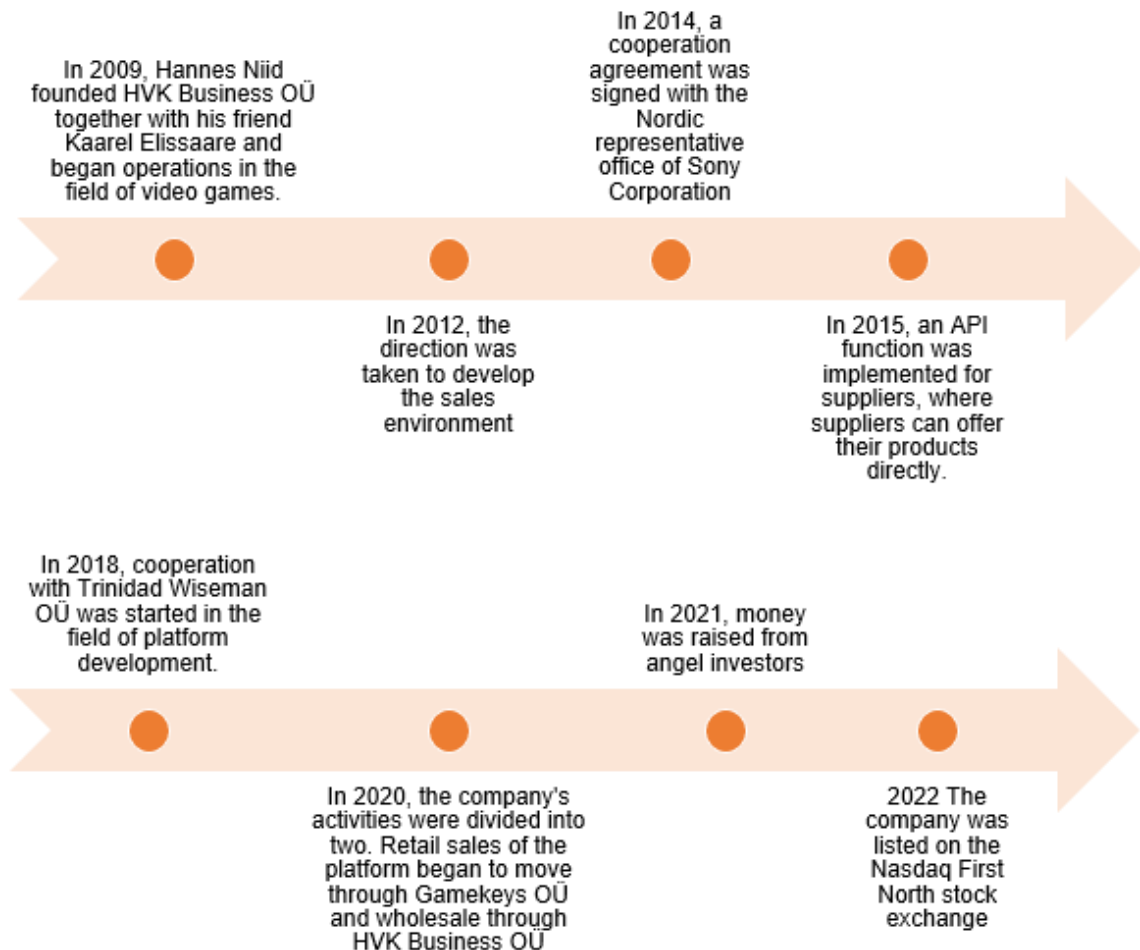 In 2009, Hannes Niid
founded HVK Business OÜ
together with his friend
Kaarel Elissaare and
began operations in the
field of video games.
In 2012, the
direction was
taken to develop
the sales
environment
In 2014, a
cooperation
agreement was
signed with the
Nordic
representative
office of Sony
Corporation
In 2015, an API
function was
implemented for
suppliers, where
suppliers can offer
their products
directly.
In 2018, cooperation
with Trinidad Wiseman
OÜ was started in the
field of platform
development.
In 2020, the company's
activities were divided into
two. Retail sales of the
platform began to move
through Gamekeys OÜ
and wholesale through
HVK Business OÜ
In 2021, money
was raised from
angel investors
2022 The
company was
listed on the
Nasdaq First
North stock
exchange